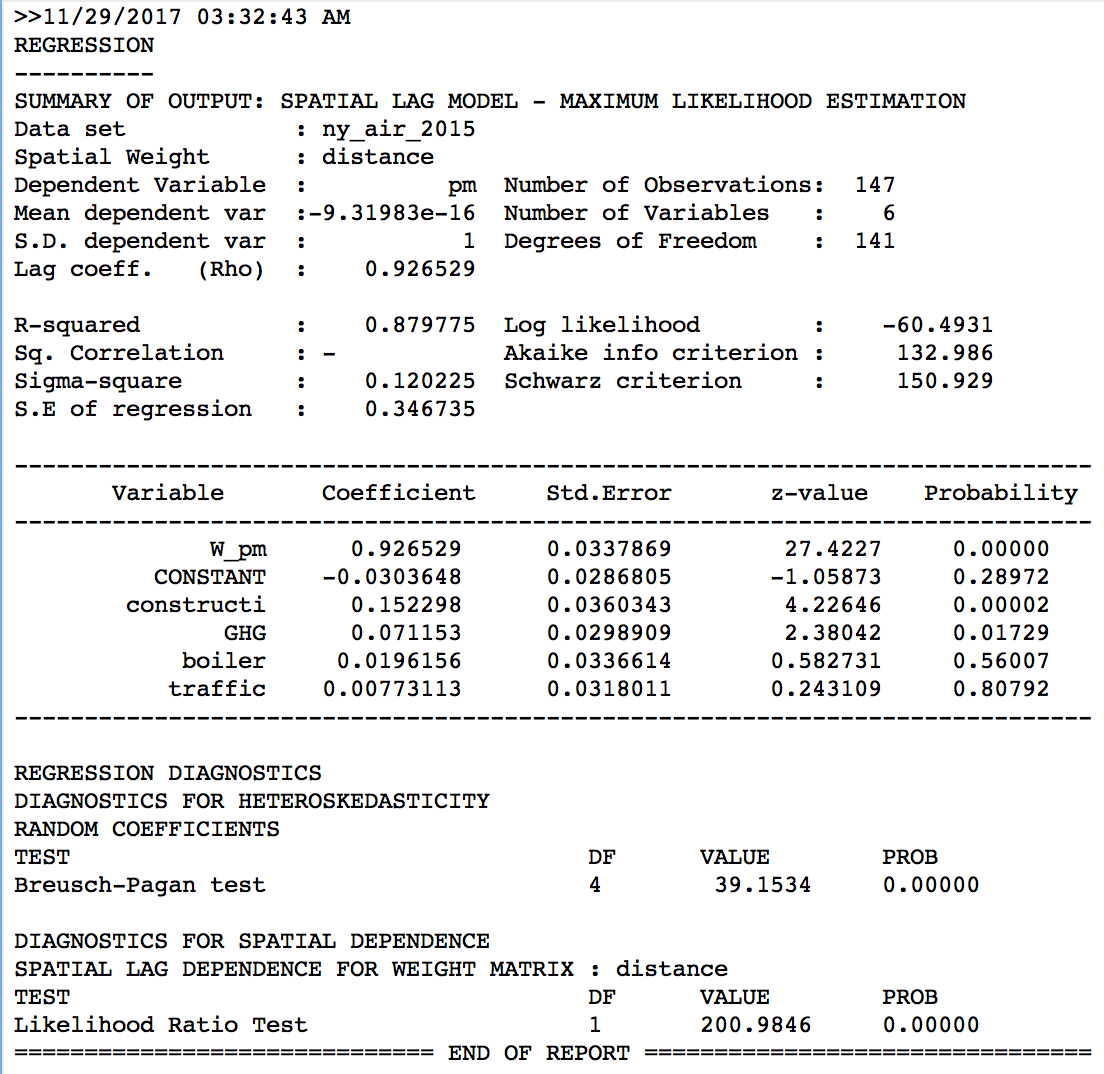 >>11/29/2017 03:32:43 AM
REGRESSION
----------
SUMMARY OF OUTPUT: SPATIAL LAG MODEL - MAXIMUM LIKELIHOOD ESTIMATION
Data set            : ny_air_2015
Spatial Weight      : distance
Dependent Variable  :          pm  Number of Observations:  147
Mean dependent var  :-9.31983e-16  Number of Variables   :    6
S.D. dependent var  :           1  Degrees of Freedom    :  141
Lag coeff.   (Rho)  :    0.926529
R-squared           :    0.879775  Log likelihood        :    -60.4931
Sq. Correlation     : -            Akaike info criterion :     132.986
Sigma-square        :    0.120225  Schwarz criterion     :     150.929
S.E of regression   :    0.346735
-----------------------------------------------------------------------------
       Variable       Coefficient     Std.Error       z-value    Probability
-----------------------------------------------------------------------------
              W_pm      0.926529      0.0337869       27.4227     0.00000
          CONSTANT    -0.0303648      0.0286805      -1.05873     0.28972
        constructi      0.152298      0.0360343       4.22646     0.00002
               GHG      0.071153      0.0298909       2.38042     0.01729
            boiler     0.0196156      0.0336614      0.582731     0.56007
           traffic    0.00773113      0.0318011      0.243109     0.80792
-----------------------------------------------------------------------------
REGRESSION DIAGNOSTICS
DIAGNOSTICS FOR HETEROSKEDASTICITY
RANDOM COEFFICIENTS
TEST                                     DF      VALUE        PROB
Breusch-Pagan test                       4        39.1534     0.00000
DIAGNOSTICS FOR SPATIAL DEPENDENCE
SPATIAL LAG DEPENDENCE FOR WEIGHT MATRIX : distance
TEST                                     DF      VALUE        PROB
Likelihood Ratio Test                    1       200.9846     0.00000
============================== END OF REPORT ================================